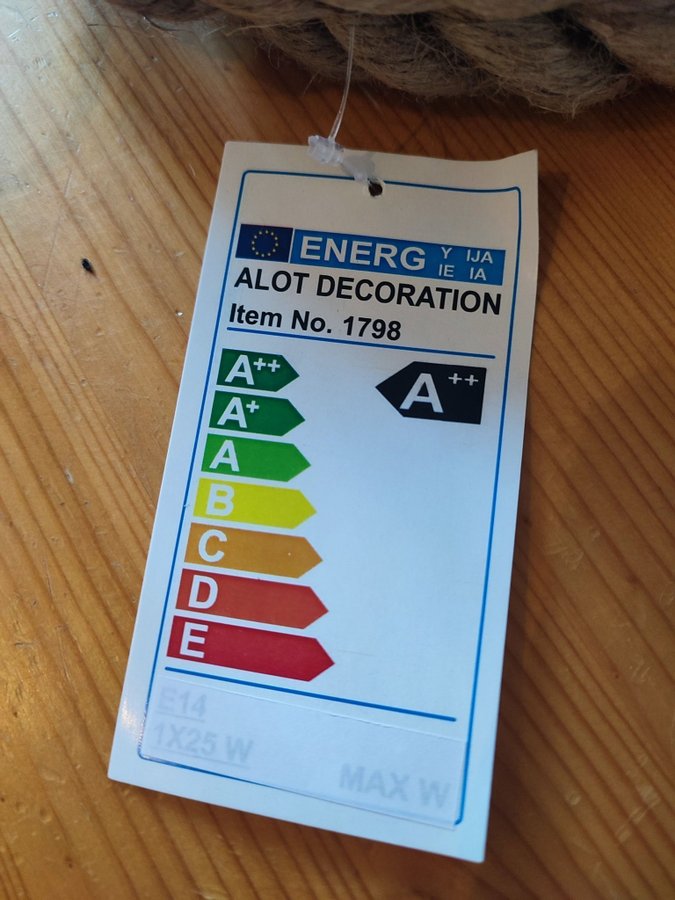 ENERG Y IJA
IE IA
ALOT DECORATION
Item No. 1798
A++ A++
A+
A
B
C
D
E
E14
1X25 W
MAX W